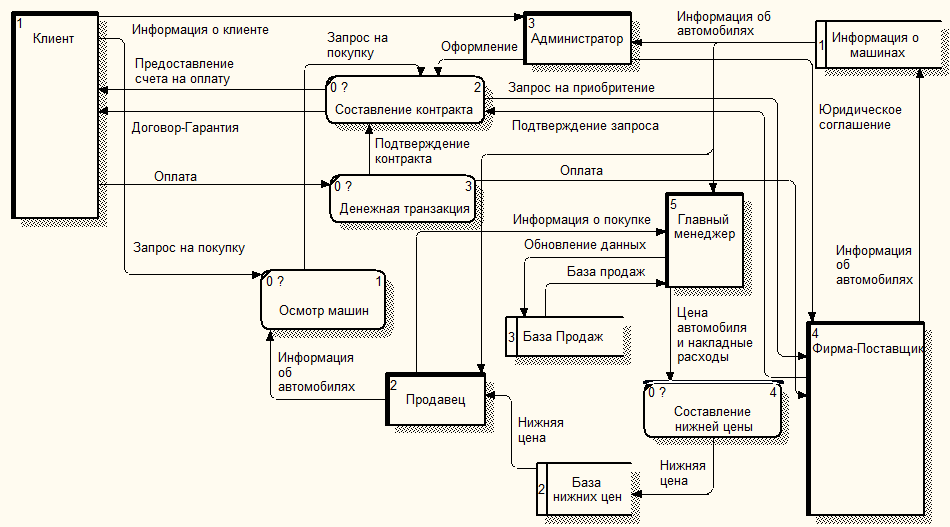 1
Клиент
Информация о клиенте
Запрос на
покупку
Оформление
3
Администратор
Информация об
автомобилях
1
Информация о
машинах
Предоставление
счета на оплату
0 ?
2
Составление контракта
Запрос на приобритение
Юридическое
соглашение
Договор-Гарантия
Подтверждение запроса
Подтверждение
контракта
Оплата
0 ?
3
Денежная транзакция
Оплата
5
Главный
менеджер
Информация о покупке
Запрос на покупку
Обновление данных
База продаж
Информация
об
автомобилях
0 ?
1
Осмотр машин
3
База Продаж
Цена
автомобиля
и накладные
расходы
4
Фирма-Поставщик
Информация
об
автомобилях
2
Продавец
0 ?
4
Составление
нижней цены
Нижняя
цена
Нижняя
цена
2
База
нижних цен